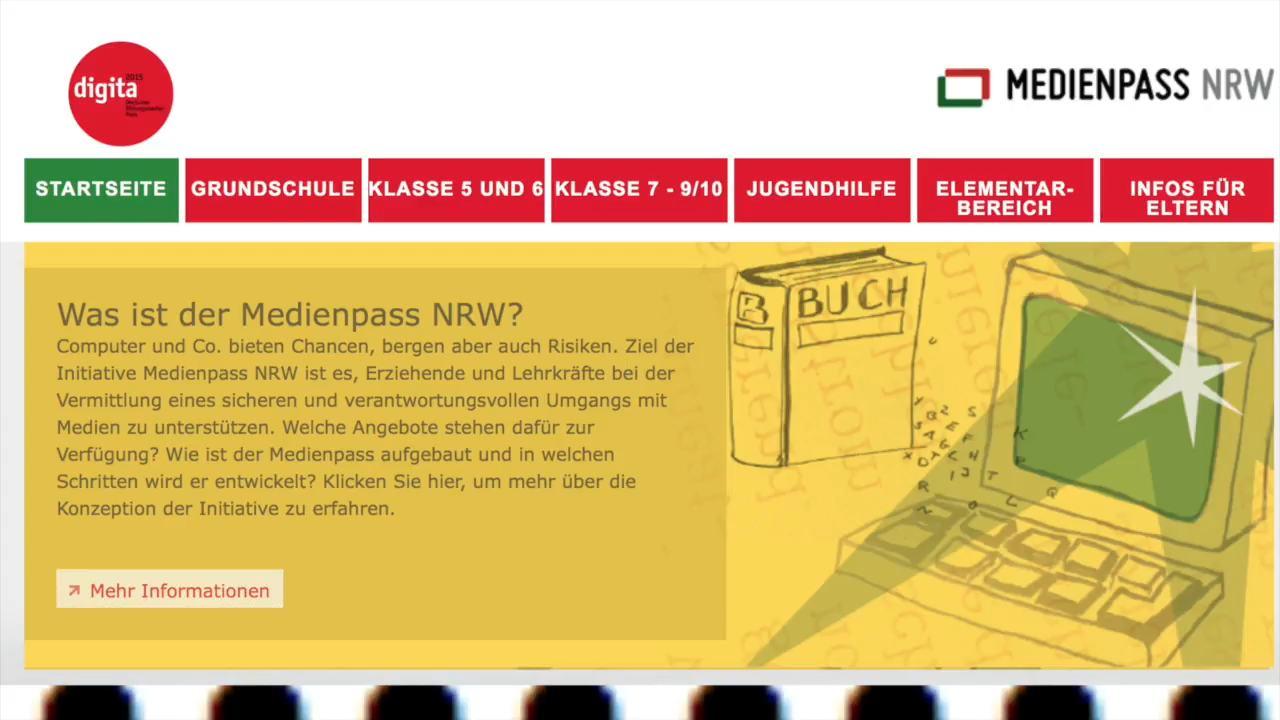 2015
digita
MEDIENPASS NRW
STARTSEITE
GRUNDSCHULE
KLASSE 5 UND 6
KLASSE 7 - 9/10
JUGENDHILFE
ELEMENTAR-
BEREICH
INFOS FÜR
ELTERN
Was ist der Medienpass NRW?
Computer und Co. bieten Chancen, bergen aber auch Risiken. Ziel der
Initiative Medienpass NRW ist es, Erziehende und Lehrkräfte bei der
Vermittlung eines sicheren und verantwortungsvollen Umgangs mit
Medien zu unterstützen. Welche Angebote stehen dafür zur
Verfügung? Wie ist der Medienpass aufgebaut und in welchen
Schritten wird er entwickelt? Klicken Sie hier, um mehr über die
Konzeption der Initiative zu erfahren.
Mehr Informationen
B
BUCH